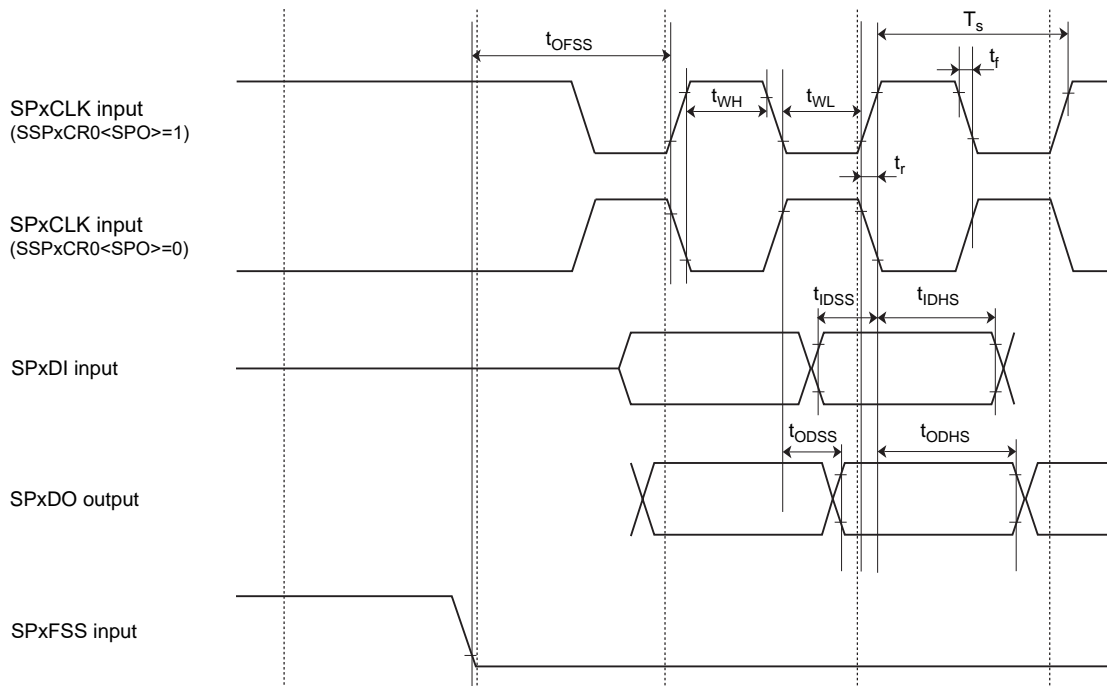 T_s
t_OFSS
t_f
SPxCLK input
(SSPxCR0<SPO>=1)
t_WH
t_WL
t_r
SPxCLK input
(SSPxCR0<SPO>=0)
t_IDSS
t_IDHS
SPxDI input
t_ODSS
t_ODHS
SPxDO output
SPxFSS input